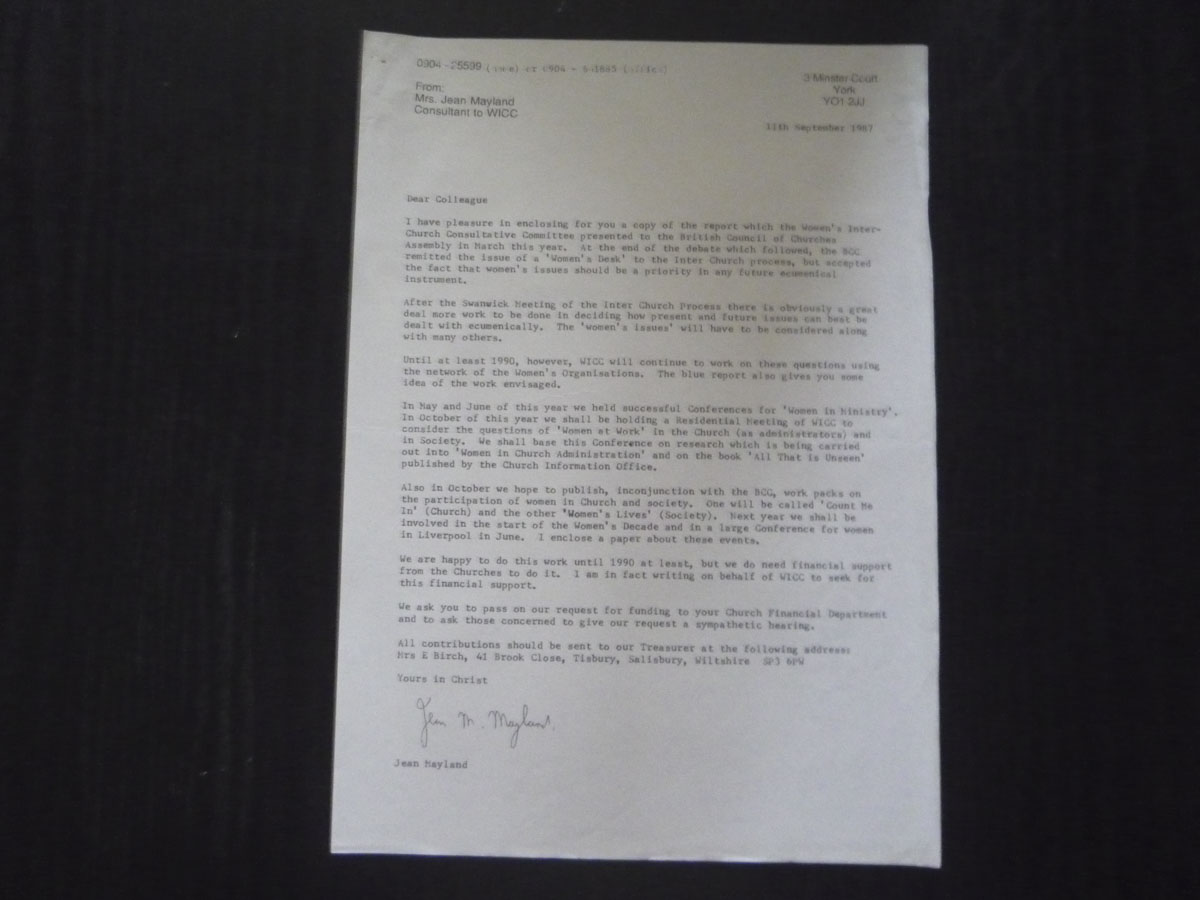 0904 - 25599 or 0904 -
3 Minster Court
York
YO1 2JJ
From:
Mrs. Jean Mayland
Consultant to WICC
11th September 1987
Dear Colleague
I have pleasure in enclosing for you a copy of the report which the Women's Inter-
Church Consultative Committee presented to the British Council of Churches
Assembly in March this year. At the end of the debate which followed, the BCC
remitted the issue of a 'Women's Desk' to the Inter Church process, but accepted
the fact that women's issues should be a priority in any future ecumenical
instrument.
After the Swanwick Meeting of the Inter Church Process there is obviously a great
deal more work to be done in deciding how present and future issues can best be
dealt with ecumenically. The 'women's issues' will have to be considered along
with many others.
Until at least 1990, however, WICC will continue to work on these questions using
the network of the Women's Organisations. The blue report also gives you some
idea of the work envisaged.
In May and June of this year we held successful Conferences for 'Women in Ministry'.
In October of this year we shall be holding a Residential Meeting of WICC to
consider the questions of 'Women at Work' in the Church (as administrators) and
in Society. We shall base this Conference on research which is being carried
out into 'Women in Church Administration' and on the book 'All That is Unseen'
published by the Church Information Office.
Also in October we hope to publish, inconjunction with the BCC, work packs on
the participation of women in Church and society. One will be called 'Count Me
In' (Church) and the other 'Women's Lives' (Society). Next year we shall be
involved in the start of the Women's Decade and in a large Conference for women
in Liverpool in June. I enclose a paper about these events.
We are happy to do this work until 1990 at least, but we do need financial support
from the Churches to do it. I am in fact writing on behalf of WICC to seek for
this financial support.
We ask you to pass on our request for funding to your Church Financial Department
and to ask those concerned to give our request a sympathetic hearing.
All contributions should be sent to our Treasurer at the following address:
Mrs E Birch, 41 Brook Close, Tisbury, Salisbury, Wiltshire SP3 6PW
Yours in Christ
Jean M. Mayland.
Jean Mayland